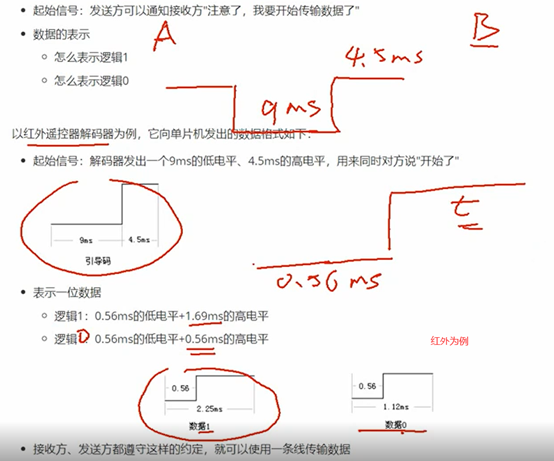 起始信号：发送方可以通知接收方"注意了，我要开始传输数据了"
数据的表示
怎么表示逻辑1
怎么表示逻辑0
A
B
4.5ms
9ms
以红外遥控器解码器为例，它向单片机发出的数据格式如下：
起始信号：解码器发出一个9ms的低电平、4.5ms的高电平，用来同时对方说"开始了"
9ms
4.5ms
引导码
t
0.56ms
表示一位数据
逻辑1：0.56ms的低电平+1.69ms的高电平
逻辑0：0.56ms的低电平+0.56ms的高电平
红外为例
0.56
2.25ms
数据1
0.56
1.12ms
数据0
接收方、发送方都遵守这样的约定，就可以使用一条线传输数据